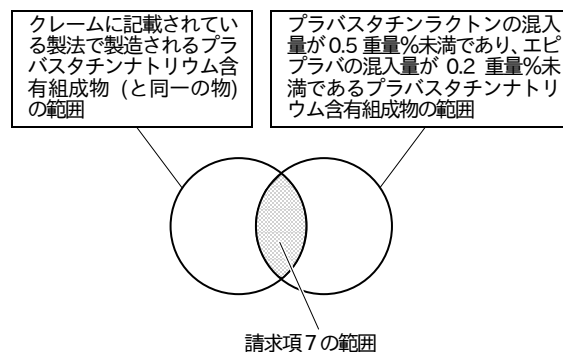 クレームに記載されてい
る製法で製造されるプラ
バスタチンナトリウム含
有組成物 (と同一の物)
の範囲
プラバスタチンラクトンの混入
量が0.5 重量%未満であり、エピ
プラバの混入量が 0.2 重量%未
満であるプラバスタチンナトリ
ウム含有組成物の範囲
請求項7の範囲